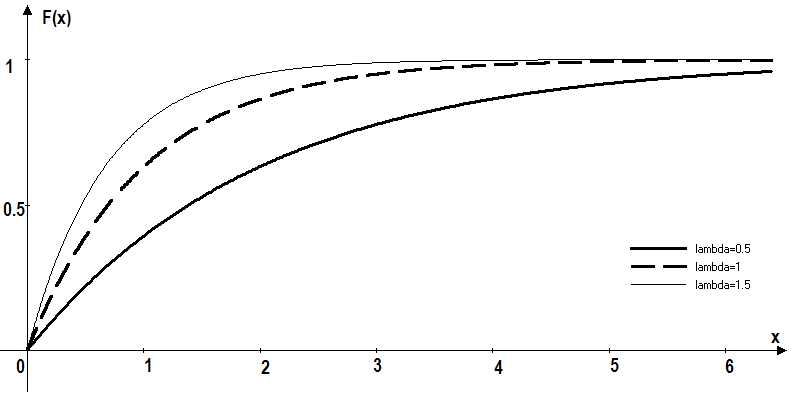 F(x)
1
0.5
lambda=0.5
lambda=1
lambda=1.5
x
0 1 2 3 4 5 6